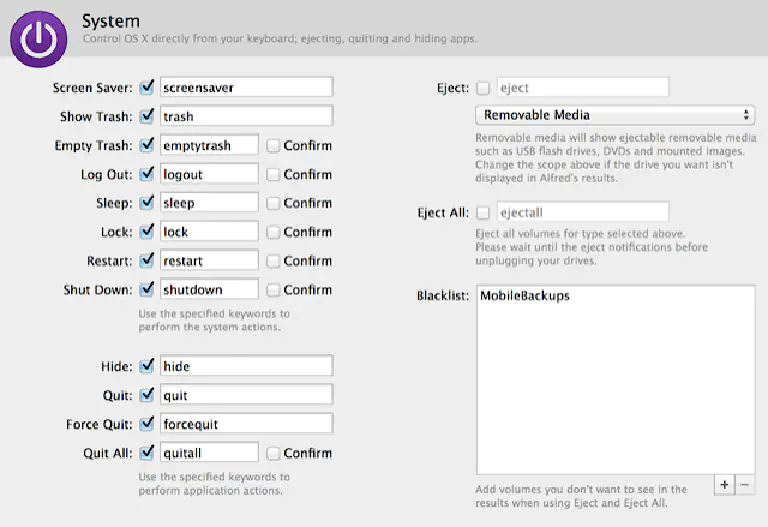 System
Control OS X directly from your keyboard; ejecting, quitting and hiding apps.
Screen Saver: screensaver
Show Trash: trash
Empty Trash: emptytrash Confirm
Log Out: logout Confirm
Sleep: sleep Confirm
Lock: lock Confirm
Restart: restart Confirm
Shut Down: shutdown Confirm
Use the specified keywords to
perform the system actions.
Hide: hide
Quit: quit
Force Quit: forcequit
Quit All: quitall Confirm
Use the specified keywords to
perform application actions.
Eject: eject
Removable Media
Removable media will show ejectable removable media
such as USB flash drives, DVDs and mounted images.
Change the scope above if the drive you want isn't
displayed in Alfred's results.
Eject All: ejectall
Eject all volumes for type selected above.
Please wait until the eject notifications before
unplugging your drives.
Blacklist: MobileBackups
+ −
Add volumes you don't want to see in the
results when using Eject and Eject All.